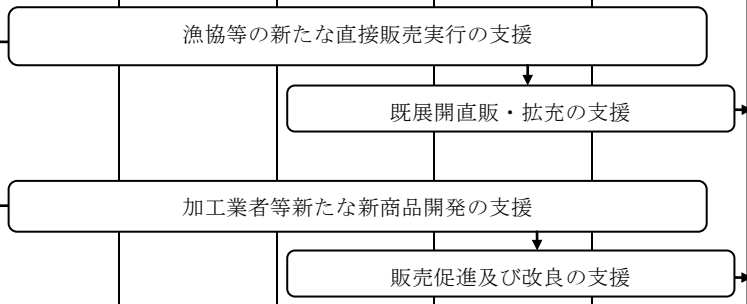 漁協等の新たな直接販売実行の支援
既展開直販・拡充の支援
加工業者等新たな新商品開発の支援
販売促進及び改良の支援